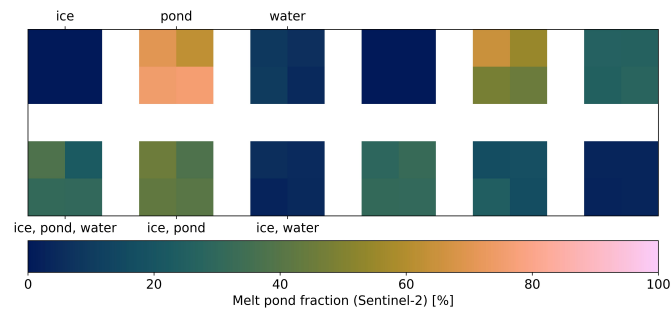 ice pond water
ice, pond, water ice, pond ice, water
0 20 40 60 80 100
Melt pond fraction (Sentinel-2) [%]